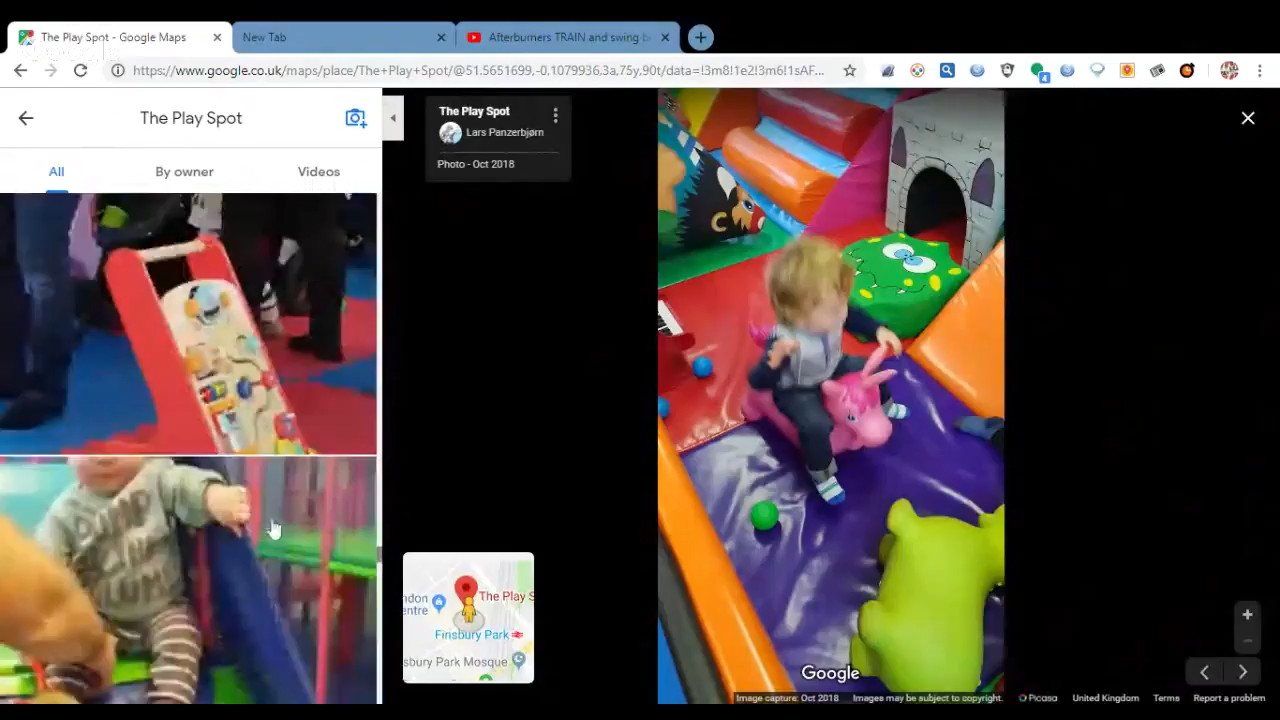 The Play Spot - Google Maps
New Tab
Afterburners TRAIN and swing b
https://www.google.co.uk/maps/place/The+Play+Spot/@51.5651699,-0.1079936,3a,75y,90t/data=!3m8!1e2!3m6!1sAF...
4
The Play Spot
All
By owner
Videos
The Play Spot
Lars Panzerbjørn
Photo - Oct 2018
The Play S
ndon
entre
Finsbury Park
sbury Park Mosque
Google
Image capture: Oct 2018
Images may be subject to copyright.
Picasa
United Kingdom
Terms
Report a problem